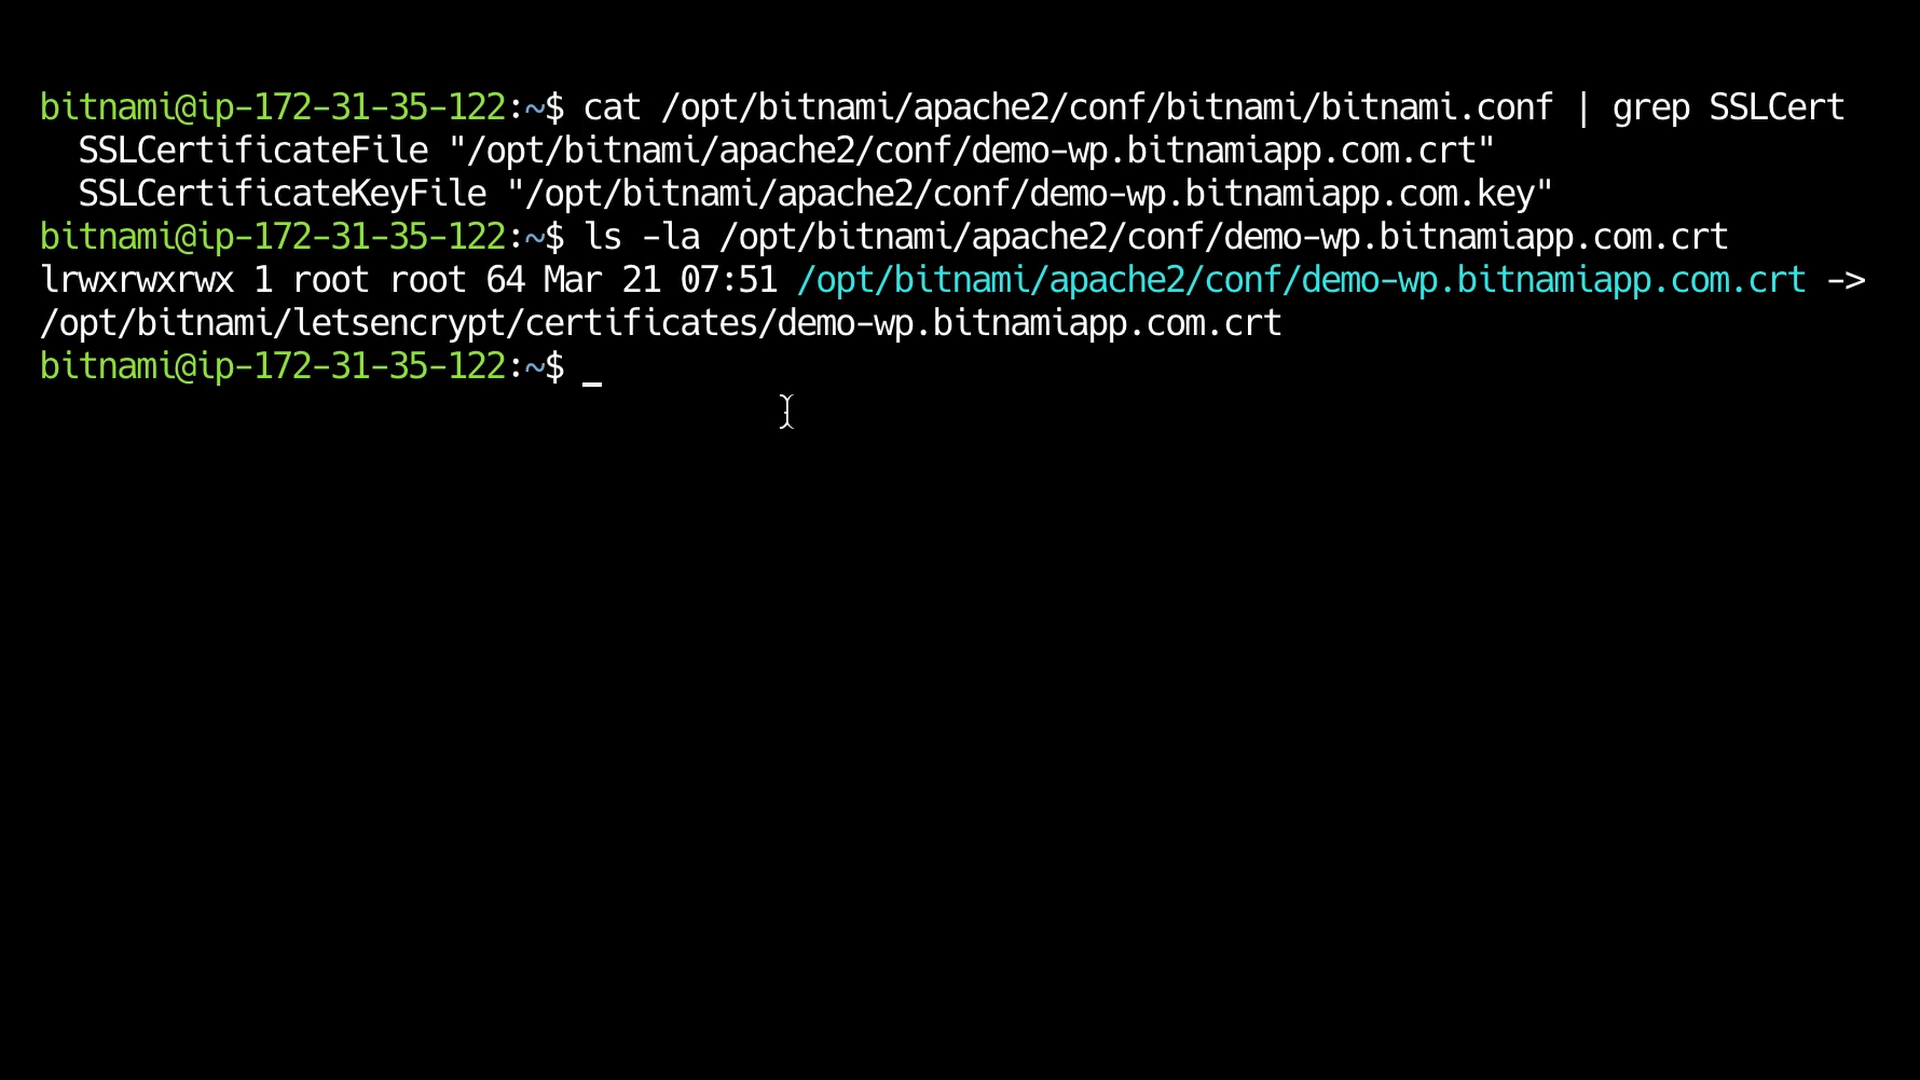 bitnami@ip-172-31-35-122:~$ cat /opt/bitnami/apache2/conf/bitnami/bitnami.conf | grep SSLCert
  SSLCertificateFile "/opt/bitnami/apache2/conf/demo-wp.bitnamiapp.com.crt"
  SSLCertificateKeyFile "/opt/bitnami/apache2/conf/demo-wp.bitnamiapp.com.key"
bitnami@ip-172-31-35-122:~$ ls -la /opt/bitnami/apache2/conf/demo-wp.bitnamiapp.com.crt
lrwxrwxrwx 1 root root 64 Mar 21 07:51 /opt/bitnami/apache2/conf/demo-wp.bitnamiapp.com.crt ->
/opt/bitnami/letsencrypt/certificates/demo-wp.bitnamiapp.com.crt
bitnami@ip-172-31-35-122:~$ _